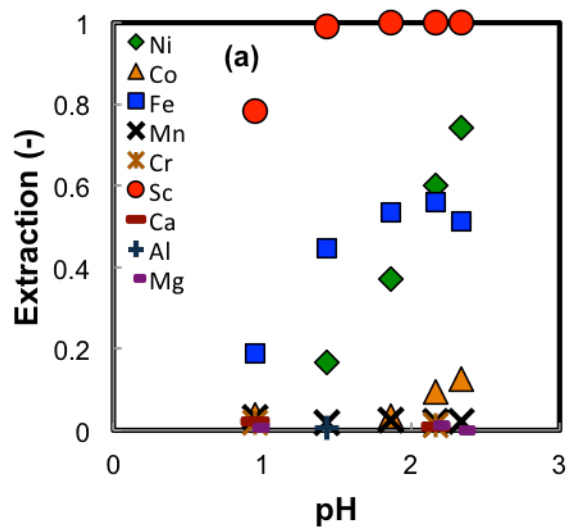 1
Ni
(a)
Co
0.8
Fe
Mn
Cr
0.6
Sc
Ca
0.4
Al
Mg
0.2
0
Extraction (-)
0 1 2 3
pH